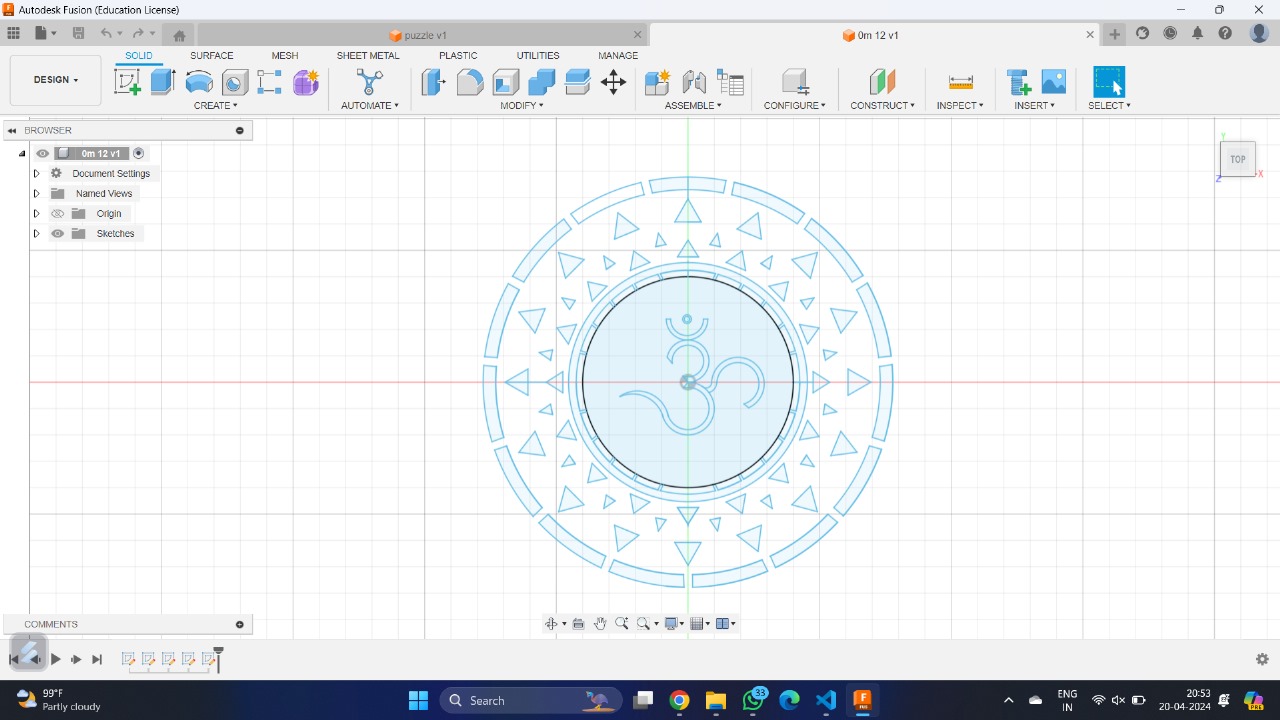 Autodesk Fusion (Education License)
puzzle v1
0m 12 v1
SOLID SURFACE MESH SHEET METAL PLASTIC UTILITIES MANAGE
DESIGN
CREATE AUTOMATE MODIFY ASSEMBLE CONFIGURE CONSTRUCT INSPECT INSERT SELECT
BROWSER
0m 12 v1
Document Settings
Named Views
Origin
Sketches
Y
TOP
X
Z
ॐ
COMMENTS
99°F
Partly cloudy
Search
33
ENG
IN
20:53
20-04-2024
PRE